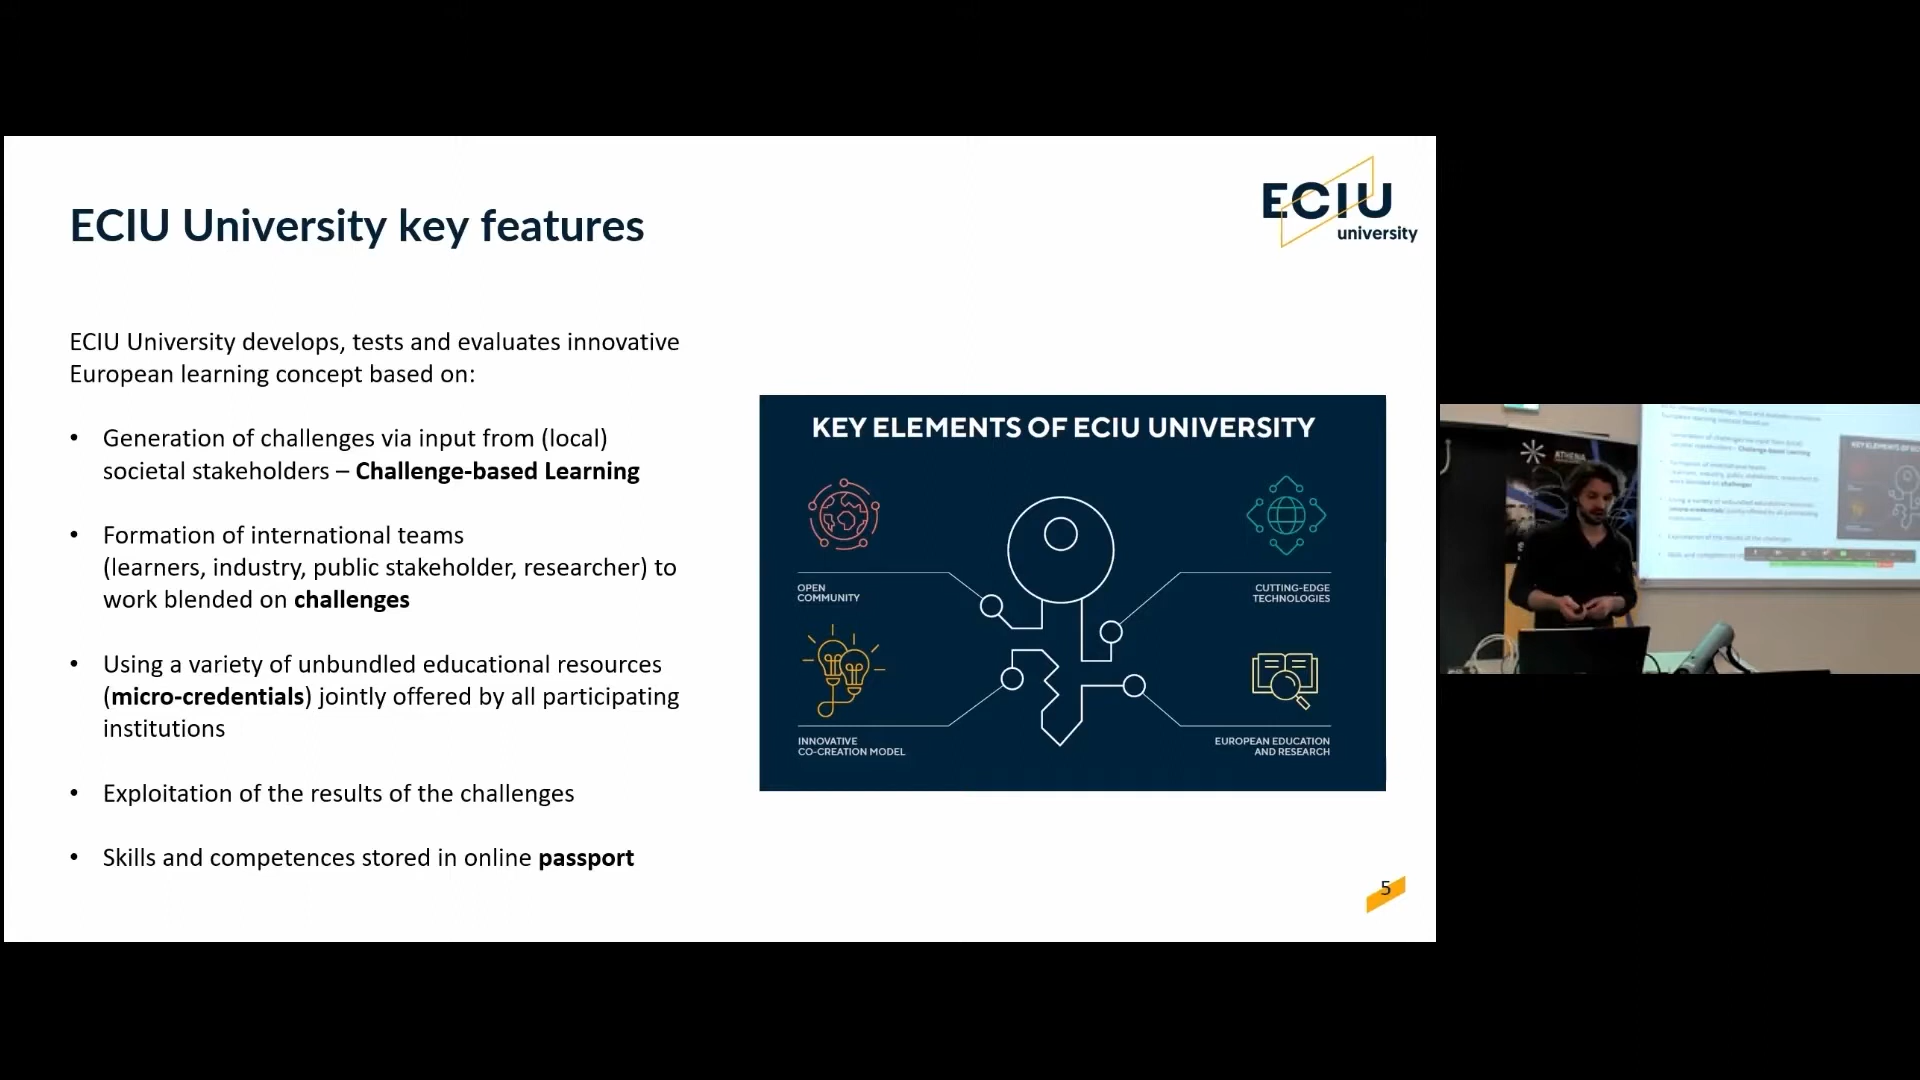 ECIU University key features
ECIU
university
ECIU University develops, tests and evaluates innovative
European learning concept based on:
• Generation of challenges via input from (local)
societal stakeholders – Challenge-based Learning
• Formation of international teams
(learners, industry, public stakeholder, researcher) to
work blended on challenges
• Using a variety of unbundled educational resources
(micro-credentials) jointly offered by all participating
institutions
• Exploitation of the results of the challenges
• Skills and competences stored in online passport
KEY ELEMENTS OF ECIU UNIVERSITY
OPEN
COMMUNITY
CUTTING-EDGE
TECHNOLOGIES
INNOVATIVE
CO-CREATION MODEL
EUROPEAN EDUCATION
AND RESEARCH
5
ATHENA